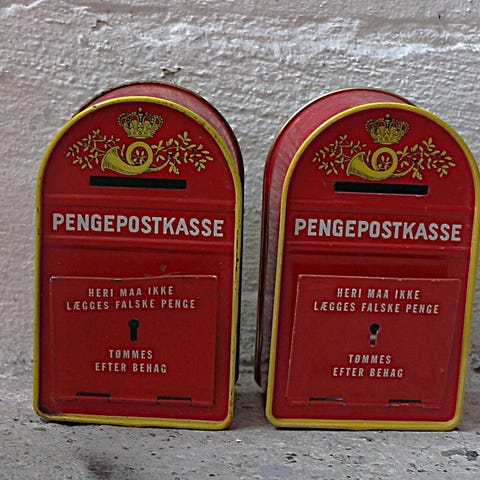 PENGEPOSTKASSE
HERI MAA IKKE
LÆGGES FALSKE PENGE
TØMMES
EFTER BEHAG
PENGEPOSTKASSE
HERI MAA IKKE
LÆGGES FALSKE PENGE
TØMMES
EFTER BEHAG